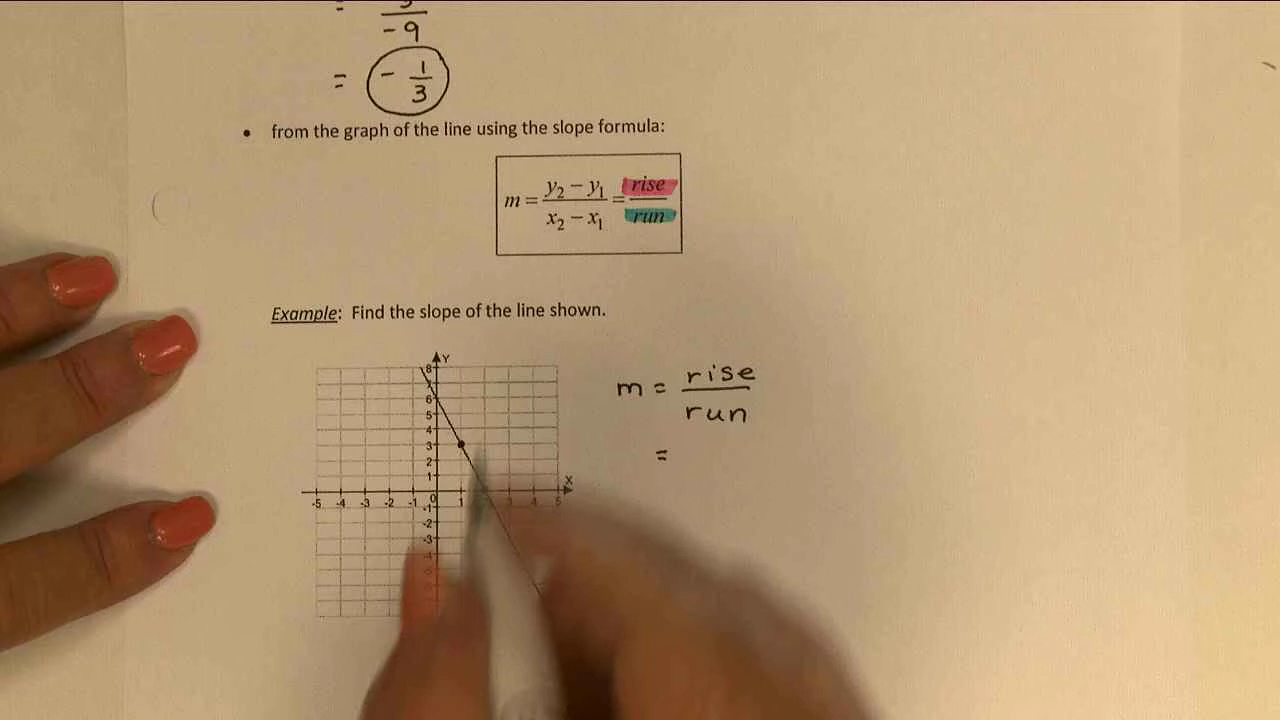 =
-9
= - 1/3
• from the graph of the line using the slope formula:
m = y₂ − y₁ / x₂ − x₁ = rise / run
Example: Find the slope of the line shown.
Y
8
7
6
5
4
3
2
1
m = rise / run
=
X
-5 -4 -3 -2 -1 0 1 3 4 5
-1
-2
-3
-4